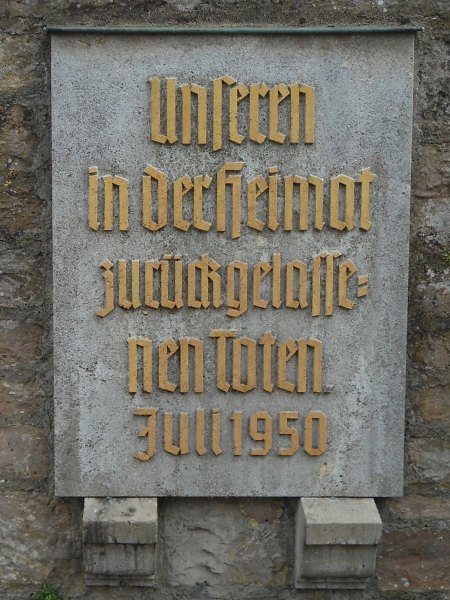 Unseren
in der Heimat
zurückgelasse=
nen Toten
Juli 1950